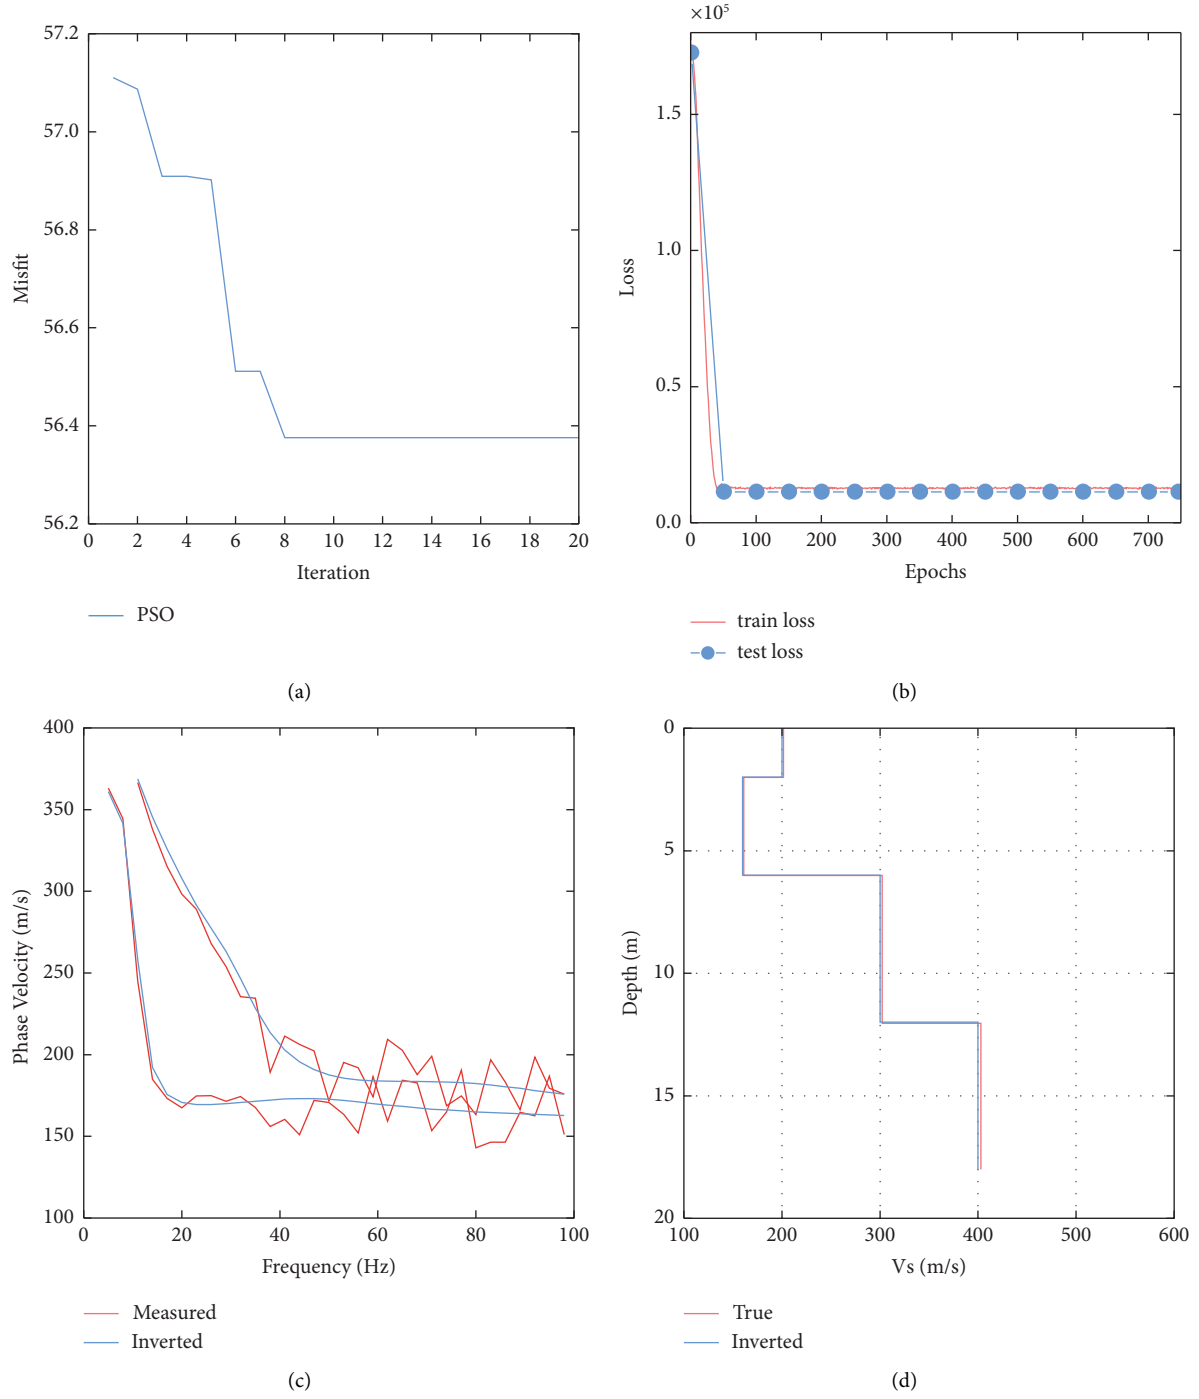 57.2
57.0
56.8
56.6
56.4
56.2
Misfit
0 2 4 6 8 10 12 14 16 18 20
Iteration
PSO
(a)
×10⁵
1.5
1.0
0.5
0.0
Loss
0 100 200 300 400 500 600 700
Epochs
train loss
test loss
(b)
400
350
300
250
200
150
100
Phase Velocity (m/s)
0 20 40 60 80 100
Frequency (Hz)
Measured
Inverted
(c)
0
5
10
15
20
Depth (m)
100 200 300 400 500 600
Vs (m/s)
True
Inverted
(d)